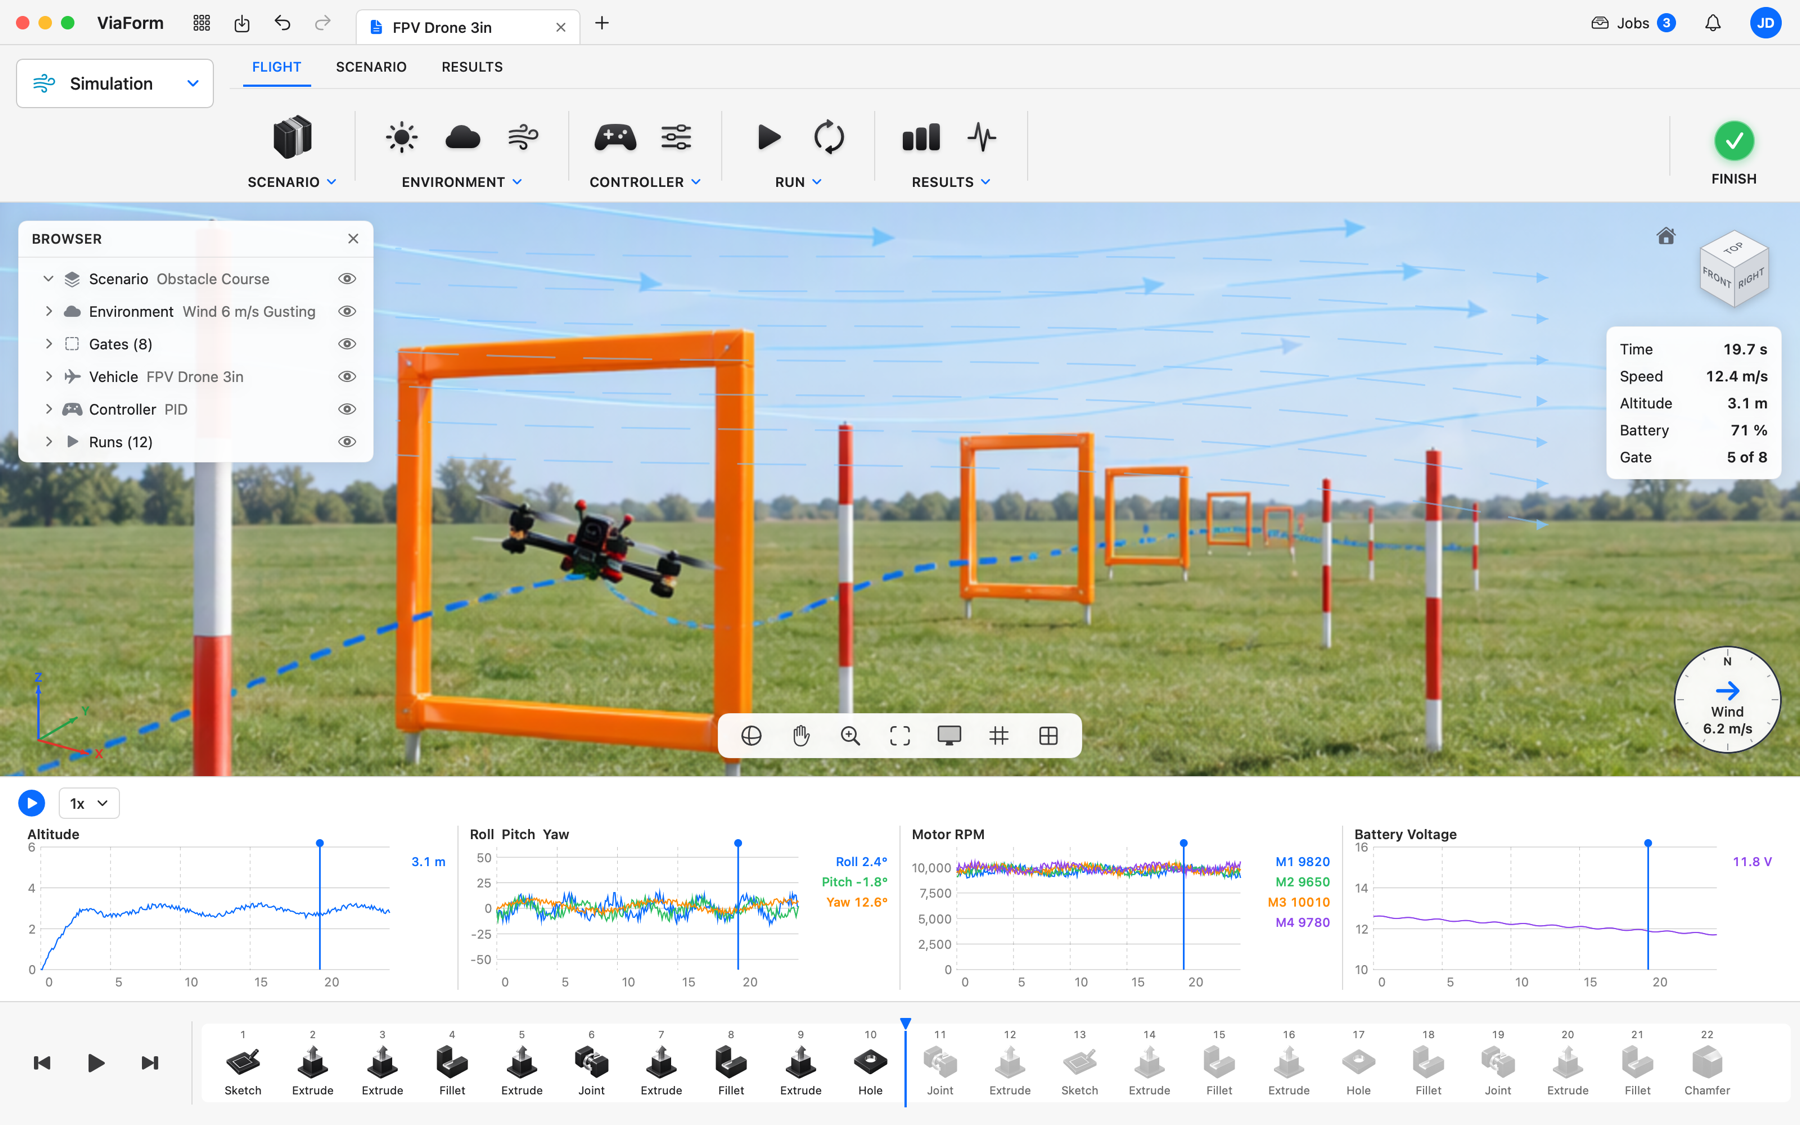 ViaForm
FPV Drone 3in
Jobs 3
JD
Simulation
FLIGHT SCENARIO RESULTS
SCENARIO
ENVIRONMENT
CONTROLLER
RUN
RESULTS
FINISH
BROWSER
Scenario Obstacle Course
Environment Wind 6 m/s Gusting
Gates (8)
Vehicle FPV Drone 3in
Controller PID
Runs (12)
TOP
FRONT
RIGHT
Time 19.7 s
Speed 12.4 m/s
Altitude 3.1 m
Battery 71 %
Gate 5 of 8
Z
Y
X
N
Wind
6.2 m/s
1x
Altitude
3.1 m
6
4
2
0
0 5 10 15 20
Roll Pitch Yaw
Roll 2.4°
Pitch -1.8°
Yaw 12.6°
50
25
0
-25
-50
0 5 10 15 20
Motor RPM
M1 9820
M2 9650
M3 10010
M4 9780
10,000
7,500
5,000
2,500
0
0 5 10 15 20
Battery Voltage
11.8 V
16
14
12
10
0 5 10 15 20
1 2 3 4 5 6 7 8 9 10 11 12 13 14 15 16 17 18 19 20 21 22
Sketch Extrude Extrude Fillet Extrude Joint Extrude Fillet Extrude Hole Joint Extrude Sketch Extrude Fillet Extrude Hole Fillet Joint Extrude Fillet Chamfer